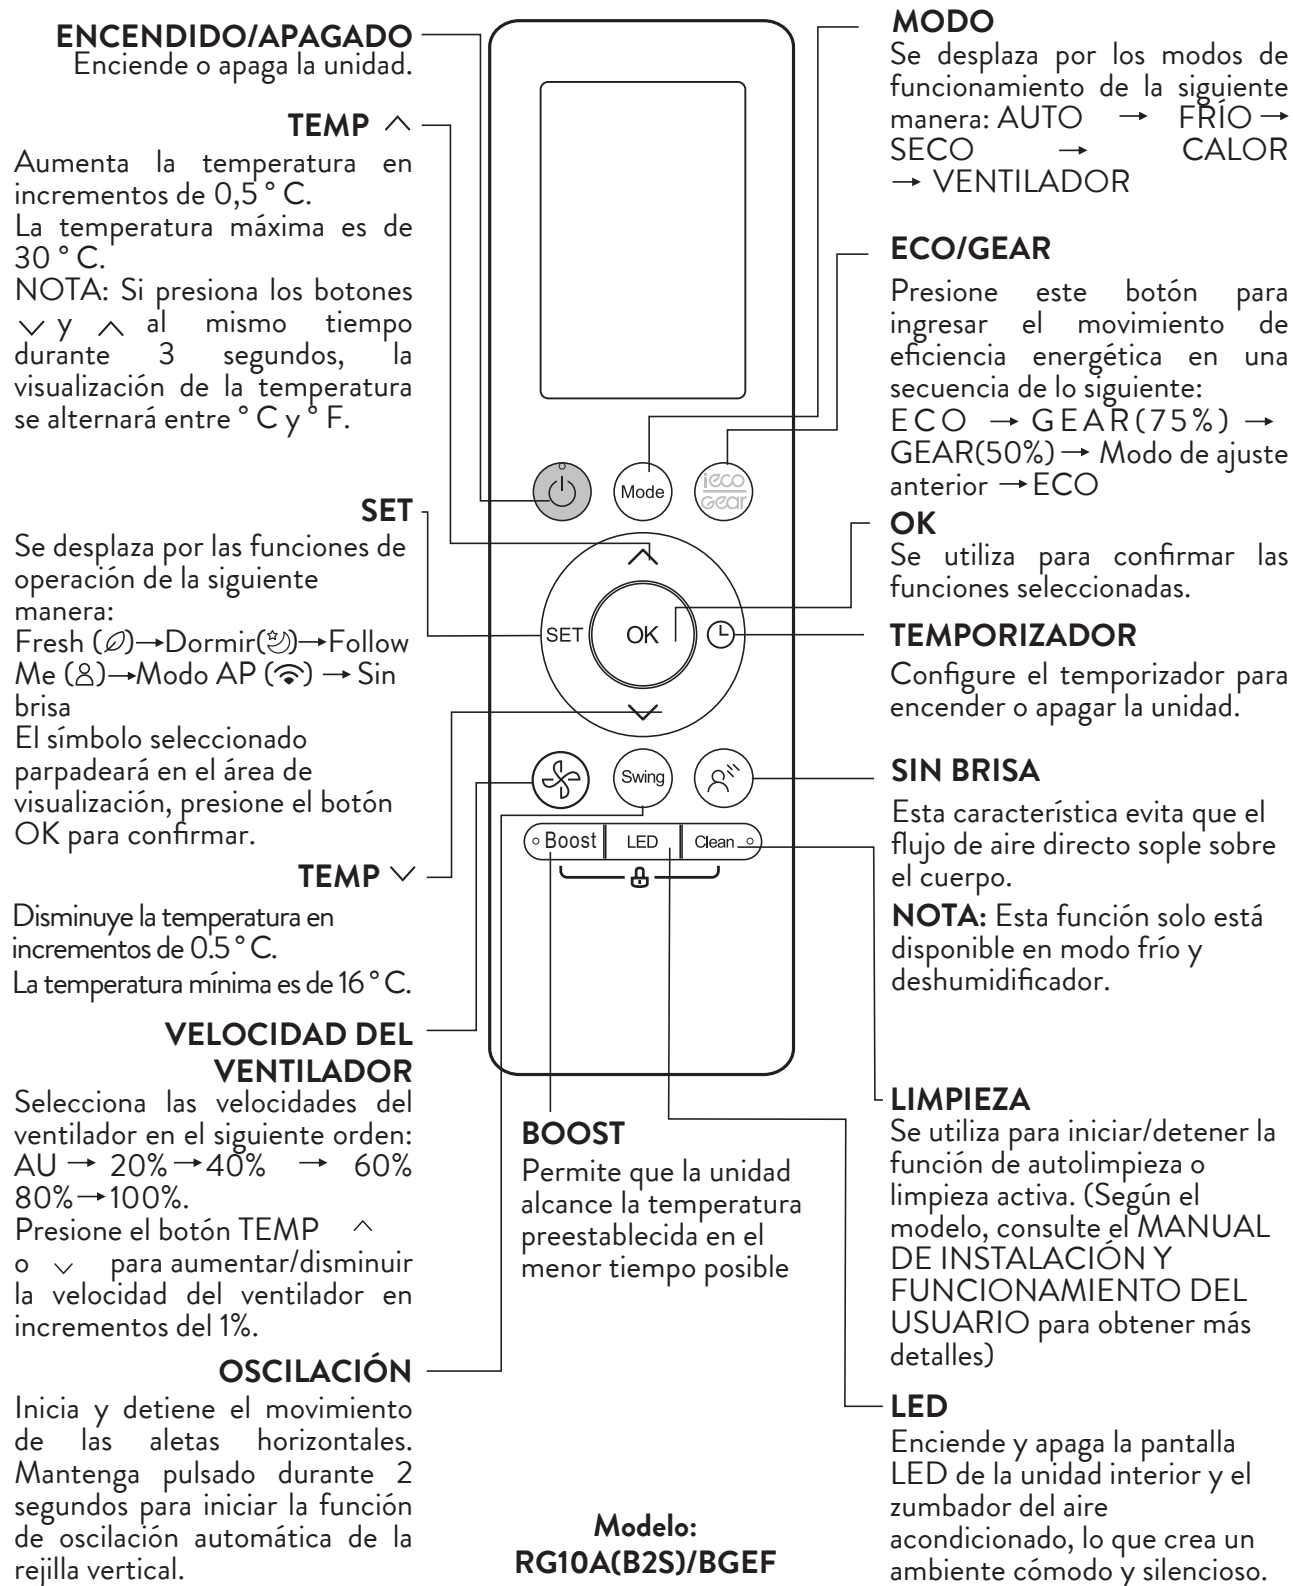 ENCENDIDO/APAGADO
Enciende o apaga la unidad.
TEMP ^
Aumenta la temperatura en
incrementos de 0,5 ° C.
La temperatura máxima es de
30 ° C.
NOTA: Si presiona los botones
∨ y ^ al mismo tiempo
durante 3 segundos, la
visualización de la temperatura
se alternará entre ° C y ° F.
SET
Se desplaza por las funciones de
operación de la siguiente
manera:
Fresh ()→Dormir()→Follow
Me ()→Modo AP () → Sin
brisa
El símbolo seleccionado
parpadeará en el área de
visualización, presione el botón
OK para confirmar.
TEMP ∨
Disminuye la temperatura en
incrementos de 0.5 ° C.
La temperatura mínima es de 16 ° C.
VELOCIDAD DEL
VENTILADOR
Selecciona las velocidades del
ventilador en el siguiente orden:
AU → 20% → 40% → 60%
80% → 100%.
Presione el botón TEMP ^
o ∨ para aumentar/disminuir
la velocidad del ventilador en
incrementos del 1%.
OSCILACIÓN
Inicia y detiene el movimiento
de las aletas horizontales.
Mantenga pulsado durante 2
segundos para iniciar la función
de oscilación automática de la
rejilla vertical.
Mode
ieco
Gear
SET
OK
Swing
Boost
LED
Clean
BOOST
Permite que la unidad
alcance la temperatura
preestablecida en el
menor tiempo posible
Modelo:
RG10A(B2S)/BGEF
MODO
Se desplaza por los modos de
funcionamiento de la siguiente
manera: AUTO → FRÍO →
SECO → CALOR
→ VENTILADOR
ECO/GEAR
Presione este botón para
ingresar el movimiento de
eficiencia energética en una
secuencia de lo siguiente:
ECO → GEAR(75%) →
GEAR(50%) → Modo de ajuste
anterior → ECO
OK
Se utiliza para confirmar las
funciones seleccionadas.
TEMPORIZADOR
Configure el temporizador para
encender o apagar la unidad.
SIN BRISA
Esta característica evita que el
flujo de aire directo sople sobre
el cuerpo.
NOTA: Esta función solo está
disponible en modo frío y
deshumidificador.
LIMPIEZA
Se utiliza para iniciar/detener la
función de autolimpieza o
limpieza activa. (Según el
modelo, consulte el MANUAL
DE INSTALACIÓN Y
FUNCIONAMIENTO DEL
USUARIO para obtener más
detalles)
LED
Enciende y apaga la pantalla
LED de la unidad interior y el
zumbador del aire
acondicionado, lo que crea un
ambiente cómodo y silencioso.